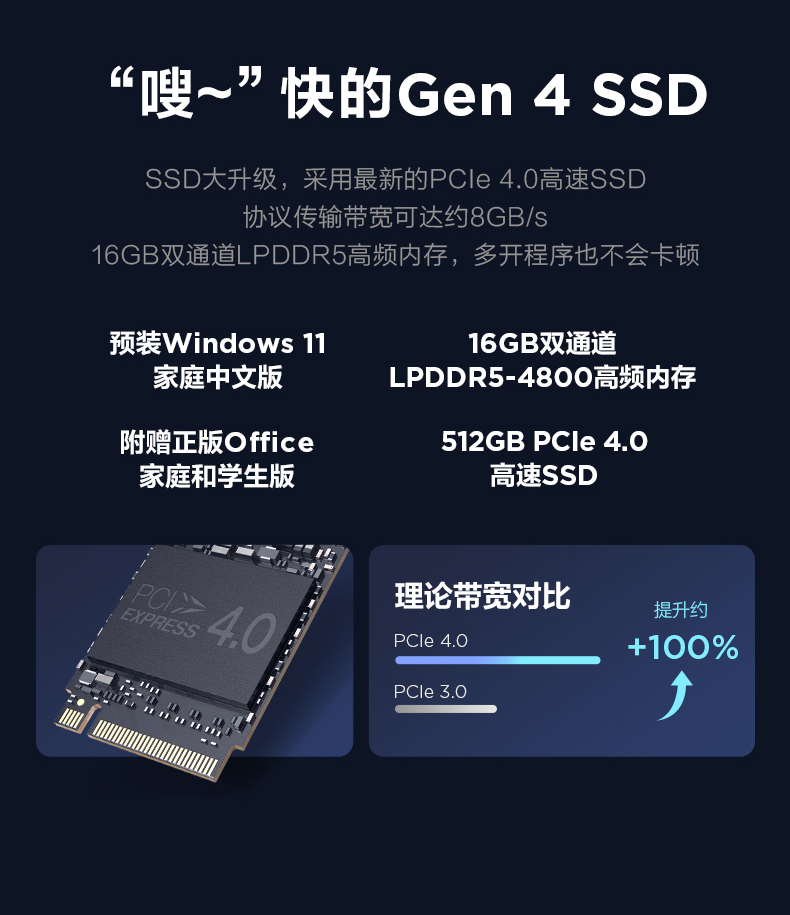 “嗖~”快的Gen 4 SSD
SSD大升级，采用最新的PCIe 4.0高速SSD
协议传输带宽可达约8GB/s
16GB双通道LPDDR5高频内存，多开程序也不会卡顿
预装Windows 11
家庭中文版
16GB双通道
LPDDR5-4800高频内存
附赠正版Office
家庭和学生版
512GB PCIe 4.0
高速SSD
PCI
EXPRESS 4.0
理论带宽对比
PCIe 4.0
PCIe 3.0
提升约
+100%